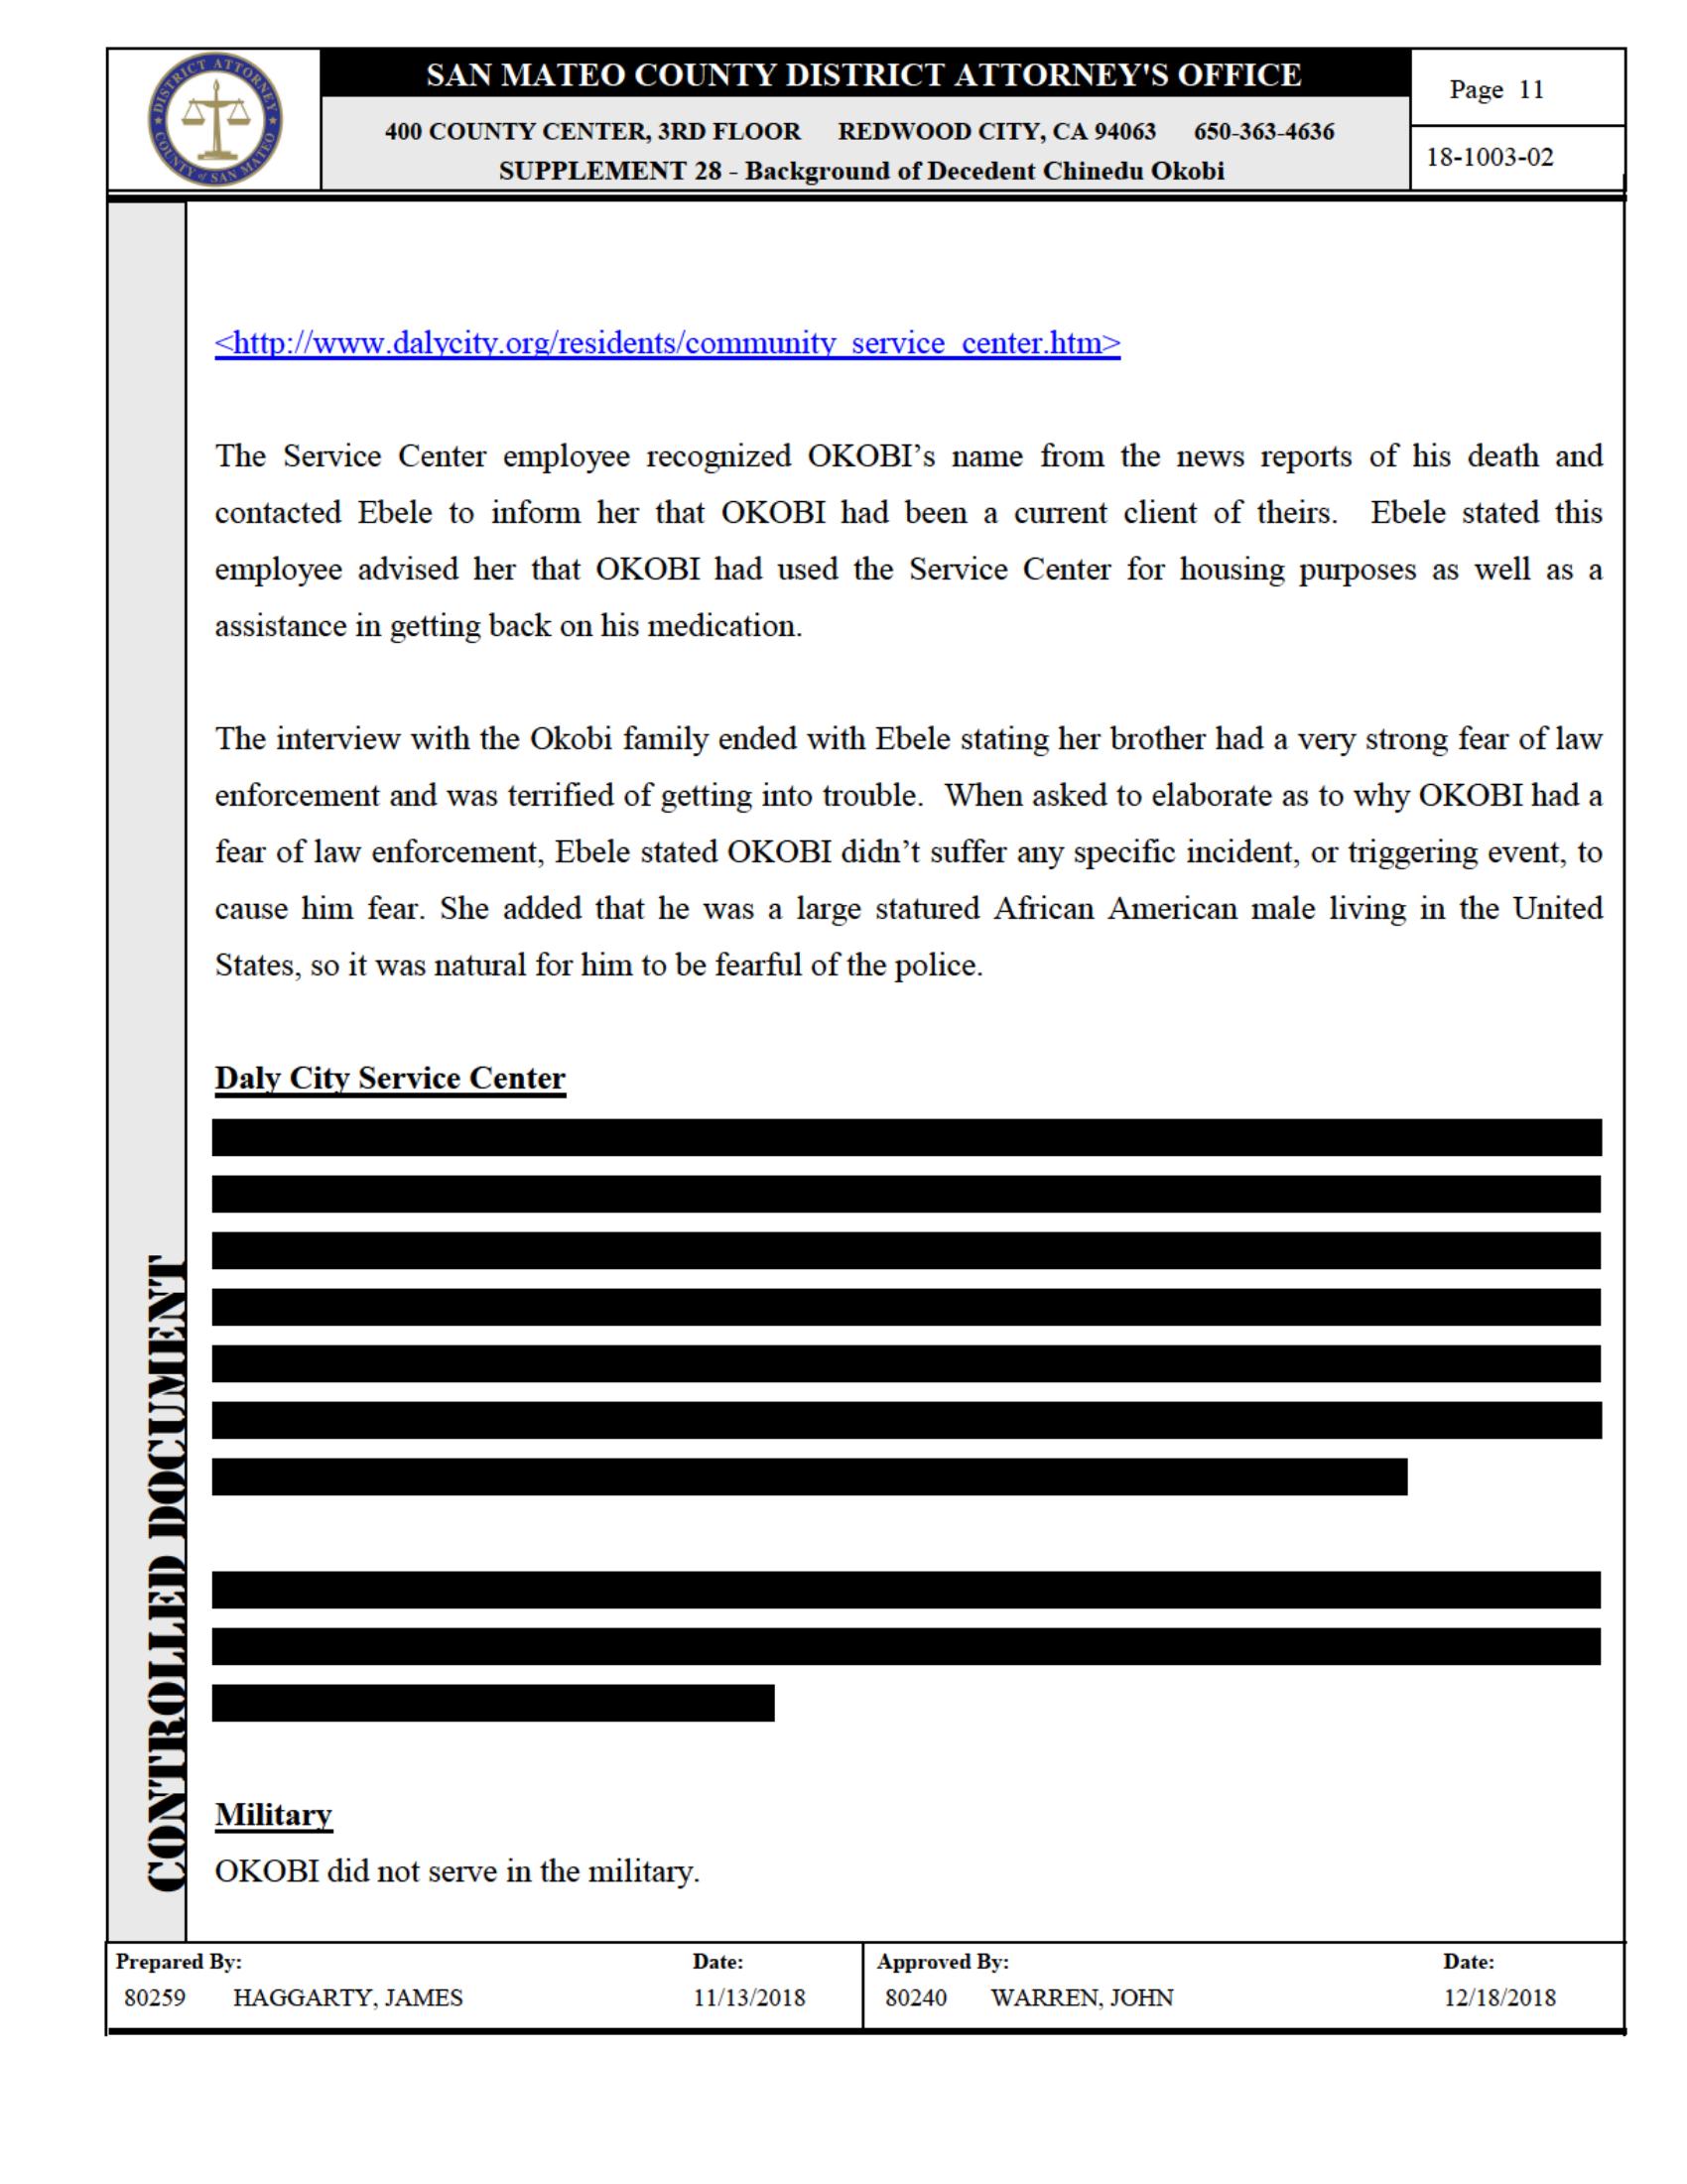 DISTRICT ATTORNEY
COUNTY of SAN MATEO
SAN MATEO COUNTY DISTRICT ATTORNEY'S OFFICE
400 COUNTY CENTER, 3RD FLOOR REDWOOD CITY, CA 94063 650-363-4636
SUPPLEMENT 28 - Background of Decedent Chinedu Okobi
Page 11
18-1003-02
<http://www.dalycity.org/residents/community_service_center.htm>
The Service Center employee recognized OKOBI’s name from the news reports of his death and
contacted Ebele to inform her that OKOBI had been a current client of theirs. Ebele stated this
employee advised her that OKOBI had used the Service Center for housing purposes as well as a
assistance in getting back on his medication.
The interview with the Okobi family ended with Ebele stating her brother had a very strong fear of law
enforcement and was terrified of getting into trouble. When asked to elaborate as to why OKOBI had a
fear of law enforcement, Ebele stated OKOBI didn’t suffer any specific incident, or triggering event, to
cause him fear. She added that he was a large statured African American male living in the United
States, so it was natural for him to be fearful of the police.
Daly City Service Center
Military
OKOBI did not serve in the military.
CONTROLLED DOCUMENT
Prepared By: Date: Approved By: Date:
80259 HAGGARTY, JAMES 11/13/2018 80240 WARREN, JOHN 12/18/2018